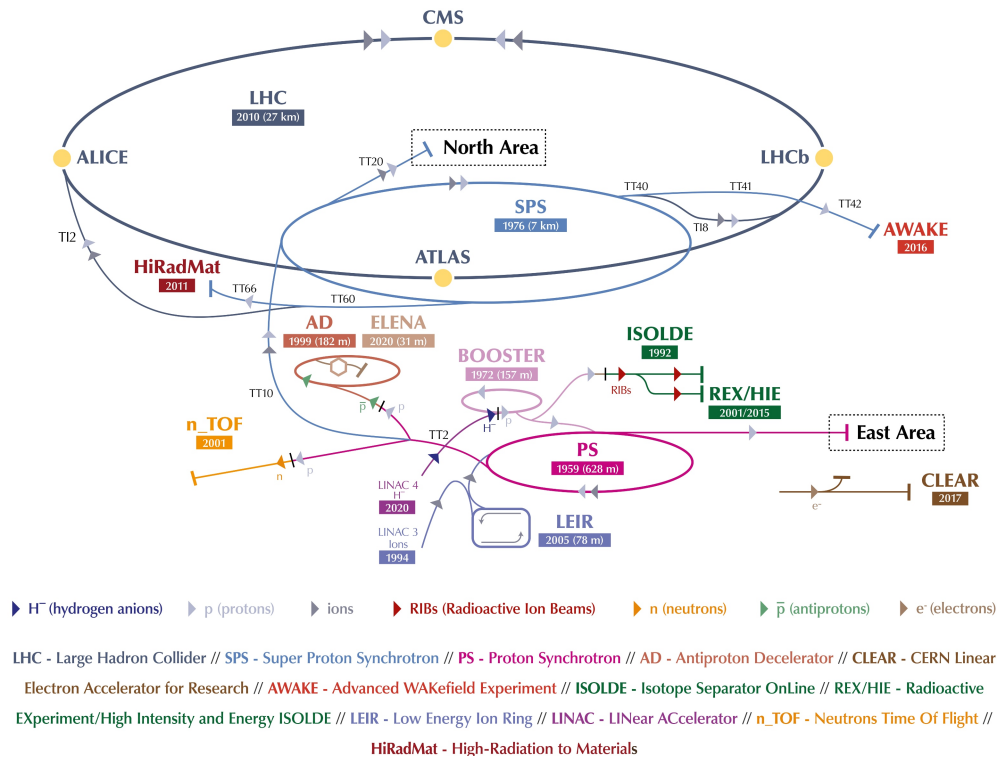 CMS
LHC
2010 (27 km)
ALICE
TT20
North Area
LHCb
SPS
1976 (7 km)
TT40
TT41
TT42
TI8
AWAKE
2016
TI2
ATLAS
HiRadMat
2011
TT66
TT60
AD
1999 (182 m)
ELENA
2020 (31 m)
TT10
p̅
p
BOOSTER
1972 (157 m)
H⁻
p
ISOLDE
1992
RIBs
REX/HIE
2001/2015
n_TOF
2001
n
p
TT2
PS
1959 (628 m)
East Area
LINAC 4
H⁻
2020
LINAC 3
Ions
1994
LEIR
2005 (78 m)
e⁻
CLEAR
2017
H⁻ (hydrogen anions) p (protons) ions RIBs (Radioactive Ion Beams) n (neutrons) p̅ (antiprotons) e⁻ (electrons)
LHC - Large Hadron Collider // SPS - Super Proton Synchrotron // PS - Proton Synchrotron // AD - Antiproton Decelerator // CLEAR - CERN Linear
Electron Accelerator for Research // AWAKE - Advanced WAKefield Experiment // ISOLDE - Isotope Separator OnLine // REX/HIE - Radioactive
EXperiment/High Intensity and Energy ISOLDE // LEIR - Low Energy Ion Ring // LINAC - LINear ACcelerator // n_TOF - Neutrons Time Of Flight //
HiRadMat - High-Radiation to Materials